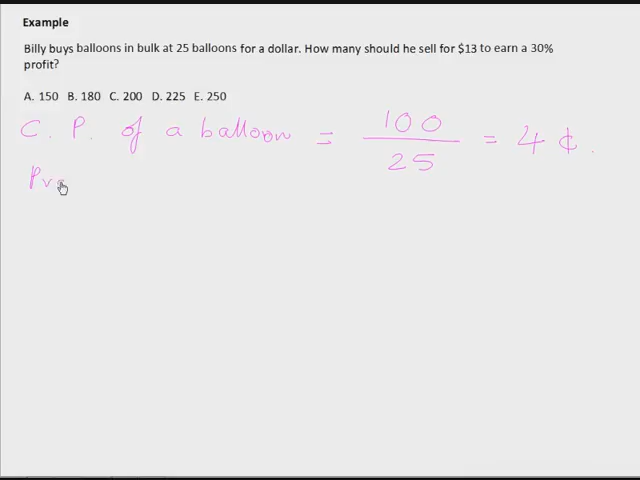 Example
Billy buys balloons in bulk at 25 balloons for a dollar. How many should he sell for $13 to earn a 30%
profit?
A. 150 B. 180 C. 200 D. 225 E. 250
C. P. of a balloon = 100 / 25 = 4 ¢.
Pr